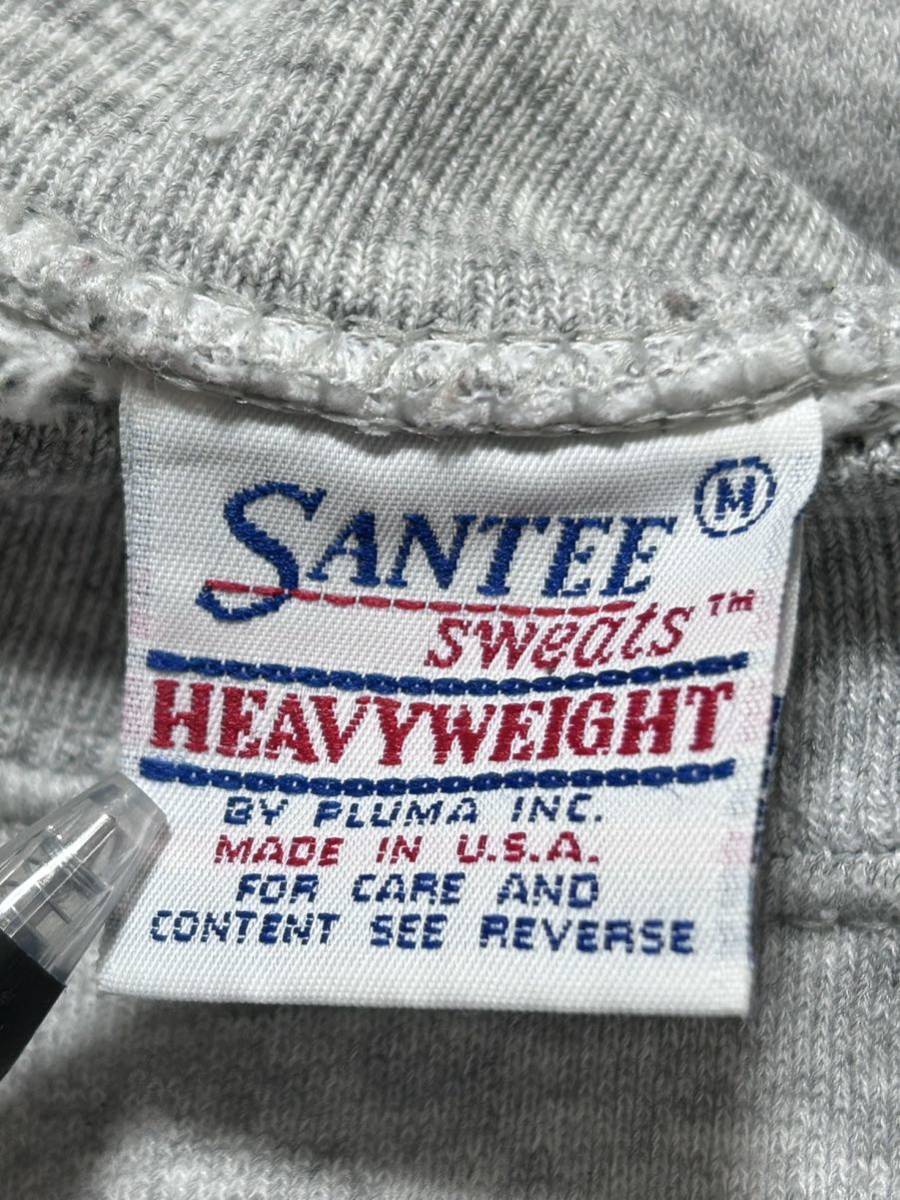 SANTEE M
sweats™
HEAVYWEIGHT
BY PLUMA INC.
MADE IN U.S.A.
FOR CARE AND
CONTENT SEE REVERSE